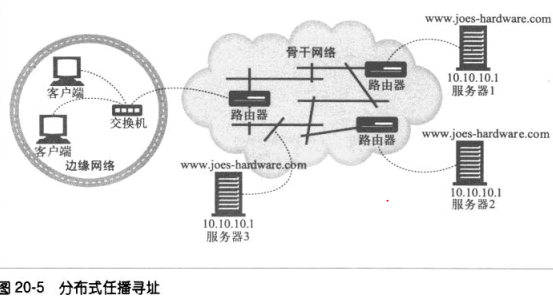 www.joes-hardware.com
骨干网络
路由器
10.10.10.1
服务器1
客户端
交换机
路由器
客户端
边缘网络
路由器
www.joes-hardware.com
10.10.10.1
服务器2
www.joes-hardware.com
10.10.10.1
服务器3
图 20-5 分布式任播寻址